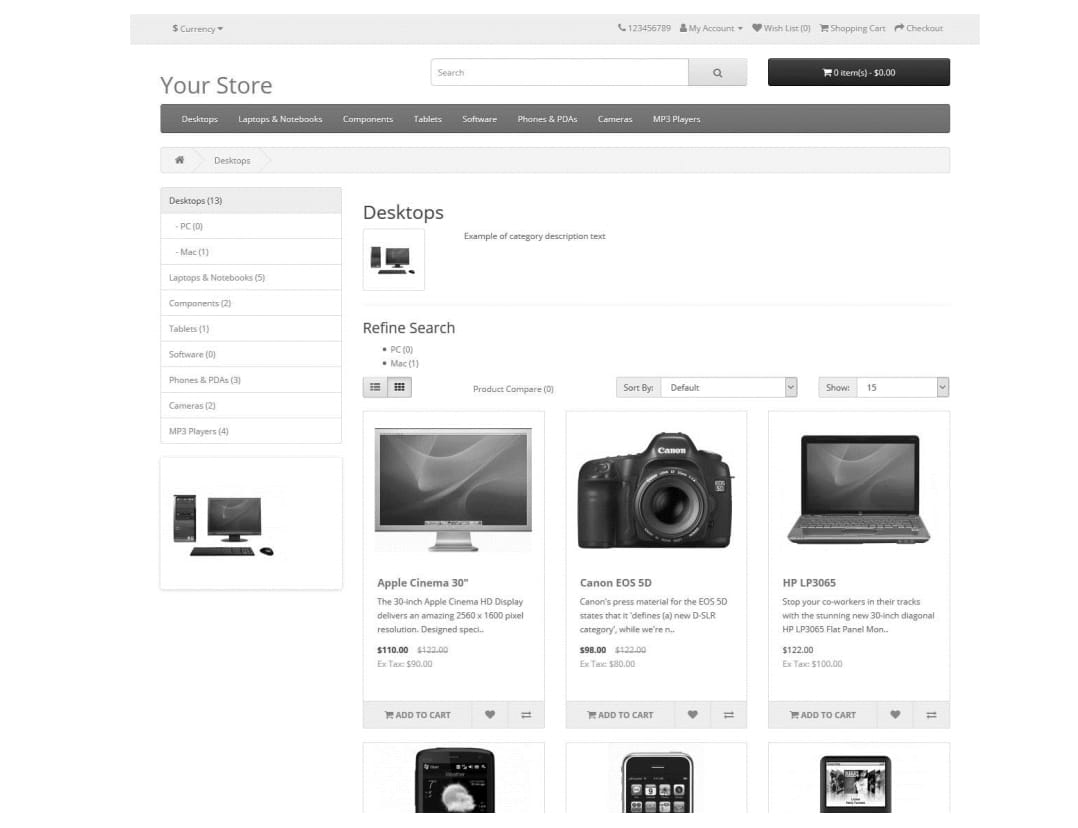 $ Currency
123456789 My Account Wish List (0) Shopping Cart Checkout
Your Store
Search
0 item(s) - $0.00
Desktops Laptops & Notebooks Components Tablets Software Phones & PDAs Cameras MP3 Players
Desktops
Desktops (13)
- PC (0)
- Mac (1)
Laptops & Notebooks (5)
Components (2)
Tablets (1)
Software (0)
Phones & PDAs (3)
Cameras (2)
MP3 Players (4)
Desktops
Example of category description text
Refine Search
PC (0)
Mac (1)
Product Compare (0)
Sort By: Default
Show: 15
Canon
EOS
5D
Apple Cinema 30"
The 30-inch Apple Cinema HD Display
delivers an amazing 2560 x 1600 pixel
resolution. Designed speci..
$110.00 $122.00
Ex Tax: $90.00
ADD TO CART
Canon EOS 5D
Canon's press material for the EOS 5D
states that it 'defines (a) new D-SLR
category', while we're n..
$98.00 $122.00
Ex Tax: $80.00
ADD TO CART
HP LP3065
Stop your co-workers in their tracks
with the stunning new 30-inch diagonal
HP LP3065 Flat Panel Mon..
$122.00
Ex Tax: $100.00
ADD TO CART